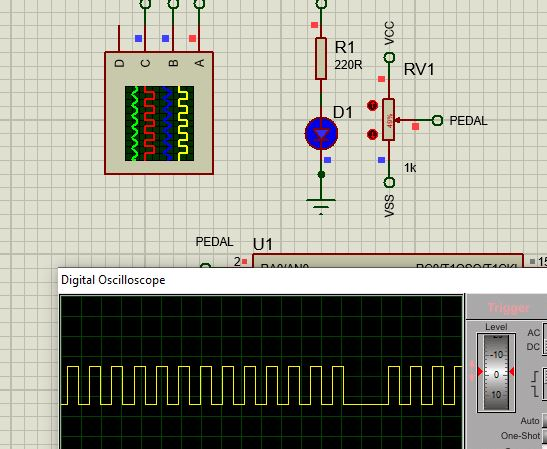 D C B A
R1
220R
D1
VCC
RV1
49%
PEDAL
1k
VSS
PEDAL
U1
2
RA0/AN0
RC0/T1OSO/T1CKI
15
Digital Oscilloscope
Trigger
Level
-10
0
10
AC
DC
Auto
One-Shot